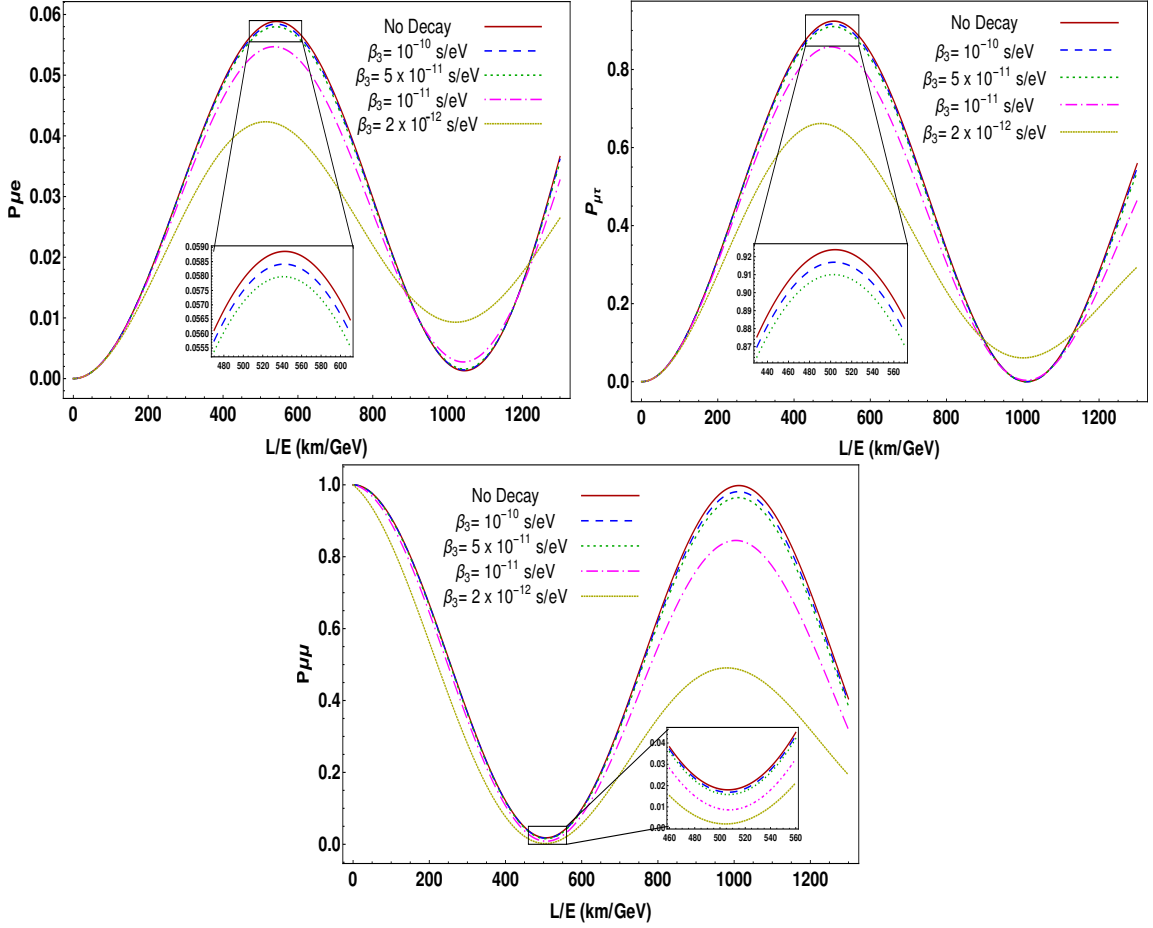 No Decay
β₃= 10⁻¹⁰ s/eV
β₃= 5 x 10⁻¹¹ s/eV
β₃= 10⁻¹¹ s/eV
β₃= 2 x 10⁻¹² s/eV
0.06
0.05
0.04
0.03
0.02
0.01
0.00
Pμe
0.0590
0.0585
0.0580
0.0575
0.0570
0.0565
0.0560
0.0555
480 500 520 540 560 580 600
0 200 400 600 800 1000 1200
L/E (km/GeV)
No Decay
β₃= 10⁻¹⁰ s/eV
β₃= 5 x 10⁻¹¹ s/eV
β₃= 10⁻¹¹ s/eV
β₃= 2 x 10⁻¹² s/eV
0.8
0.6
0.4
0.2
0.0
Pμτ
0.92
0.91
0.90
0.89
0.88
0.87
440 460 480 500 520 540 560
0 200 400 600 800 1000 1200
L/E (km/GeV)
No Decay
β₃= 10⁻¹⁰ s/eV
β₃= 5 x 10⁻¹¹ s/eV
β₃= 10⁻¹¹ s/eV
β₃= 2 x 10⁻¹² s/eV
1.0
0.8
0.6
0.4
0.2
0.0
Pμμ
0.04
0.03
0.02
0.01
0.00
460 480 500 520 540 560
0 200 400 600 800 1000 1200
L/E (km/GeV)